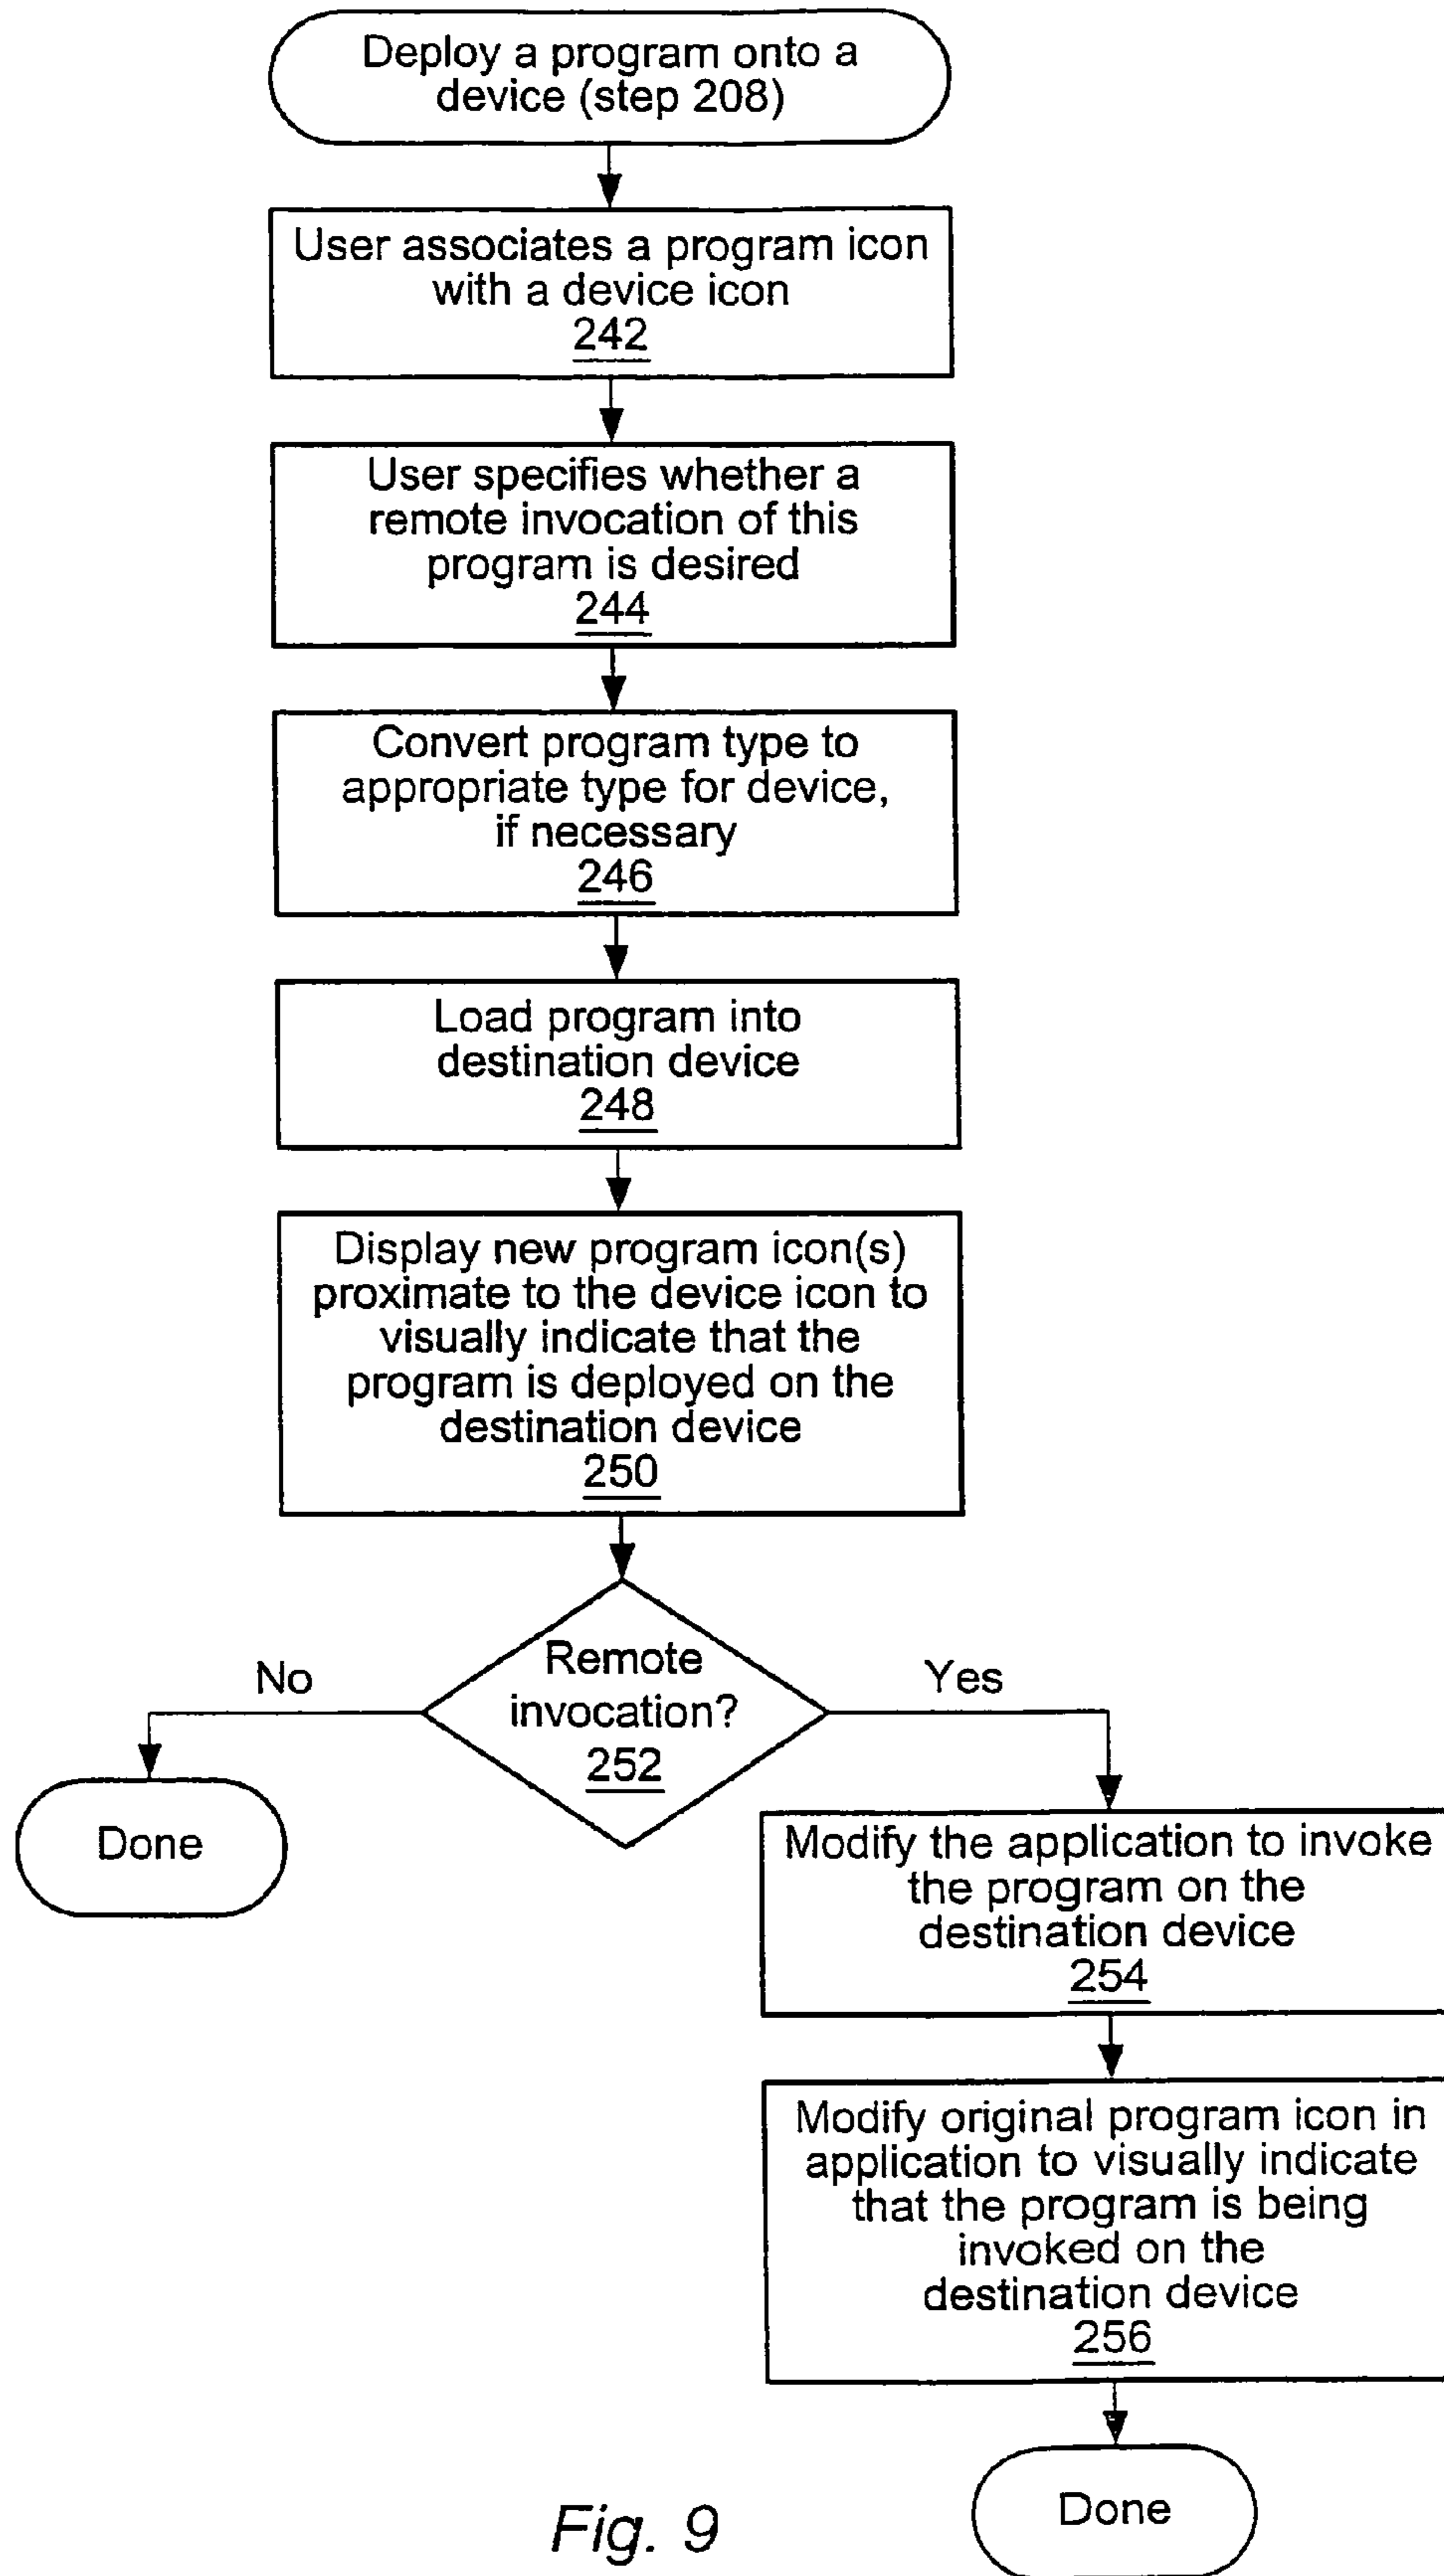 Deploy a program onto a
device (step 208)
User associates a program icon
with a device icon
242
User specifies whether a
remote invocation of this
program is desired
244
Convert program type to
appropriate type for device,
if necessary
246
Load program into
destination device
248
Display new program icon(s)
proximate to the device icon to
visually indicate that the
program is deployed on the
destination device
250
Remote
invocation?
252
No
Yes
Done
Modify the application to invoke
the program on the
destination device
254
Modify original program icon in
application to visually indicate
that the program is being
invoked on the
destination device
256
Done
Fig. 9